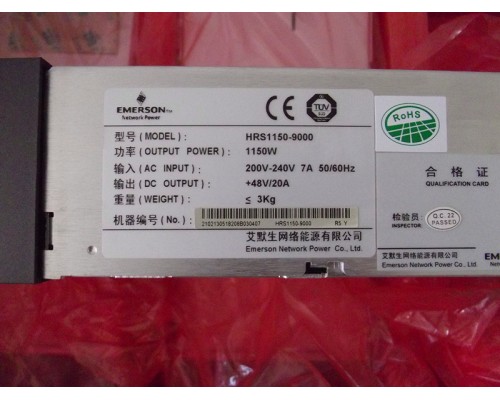 EMERSON™
Network Power
CE
TÜV
型号 (MODEL) : HRS1150-9000
功率 (OUTPUT POWER) : 1150W
输入 (AC INPUT) : 200V-240V 7A 50/60Hz
输出 (DC OUTPUT) : +48V/20A
重量 (WEIGHT) : ≤ 3Kg
机器编号 (No.) :
HRS1150-9000
艾默生网络能源有限公司
Emerson Network Power Co., Ltd.
RoHS
合格证
QUALIFICATION CARD
检验员:
INSPECTOR:
Q.C. 22
PASSED
艾默生网络能源有限公司
Emerson Network Power Co., Ltd.